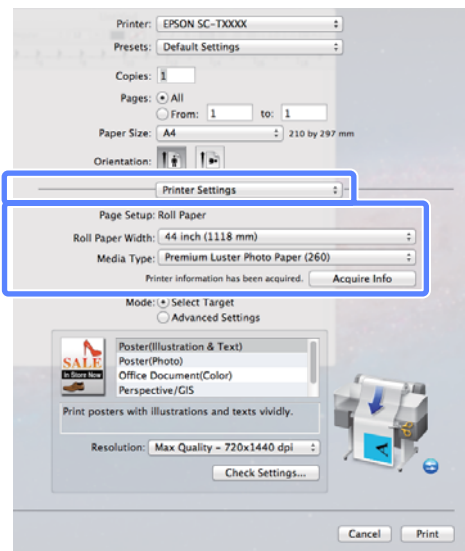 Printer: EPSON SC-TXXXX
Presets: Default Settings
Copies: 1
Pages: All
From: 1 to: 1
Paper Size: A4 210 by 297 mm
Orientation:
Printer Settings
Page Setup: Roll Paper
Roll Paper Width: 44 inch (1118 mm)
Media Type: Premium Luster Photo Paper (260)
Printer information has been acquired. Acquire Info
Mode: Select Target
Advanced Settings
SALE
In Store Now
Poster(Illustration & Text)
Poster(Photo)
Office Document(Color)
Perspective/GIS
Print posters with illustrations and texts vividly.
Resolution: Max Quality - 720x1440 dpi
Check Settings...
Cancel Print